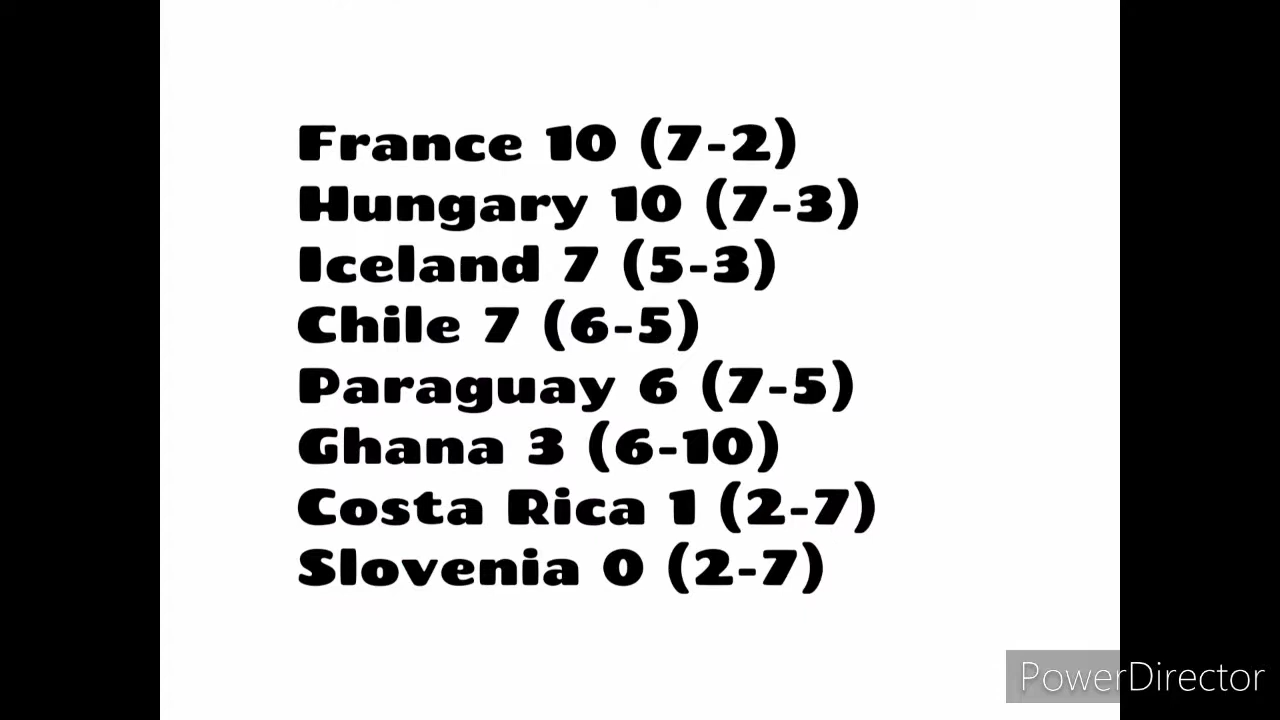 France 10 (7-2)
Hungary 10 (7-3)
Iceland 7 (5-3)
Chile 7 (6-5)
Paraguay 6 (7-5)
Ghana 3 (6-10)
Costa Rica 1 (2-7)
Slovenia 0 (2-7)
PowerDirector